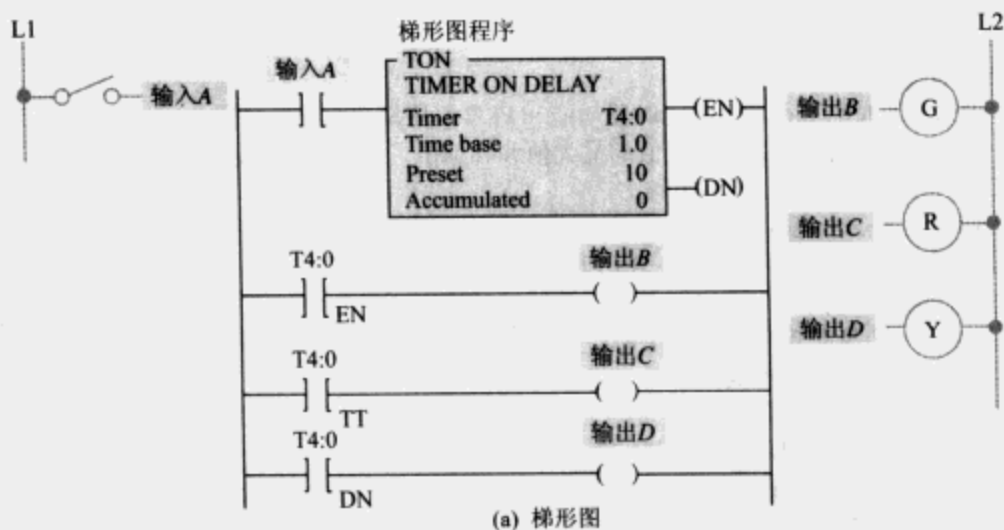 梯形图程序
L1
L2
输入A
输入A
TON
TIMER ON DELAY
Timer T4:0
Time base 1.0
Preset 10
Accumulated 0
(EN)
(DN)
输出B
G
输出C
R
输出D
Y
T4:0
EN
输出B
T4:0
TT
输出C
T4:0
DN
输出D
(a) 梯形图